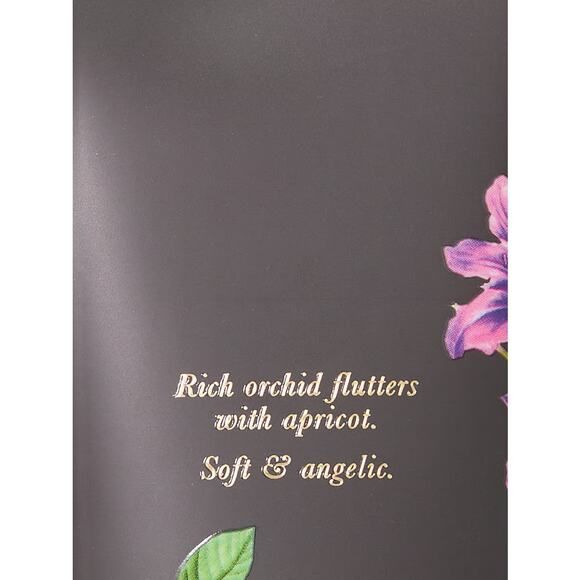 Rich orchid flutters
with apricot.
Soft & angelic.